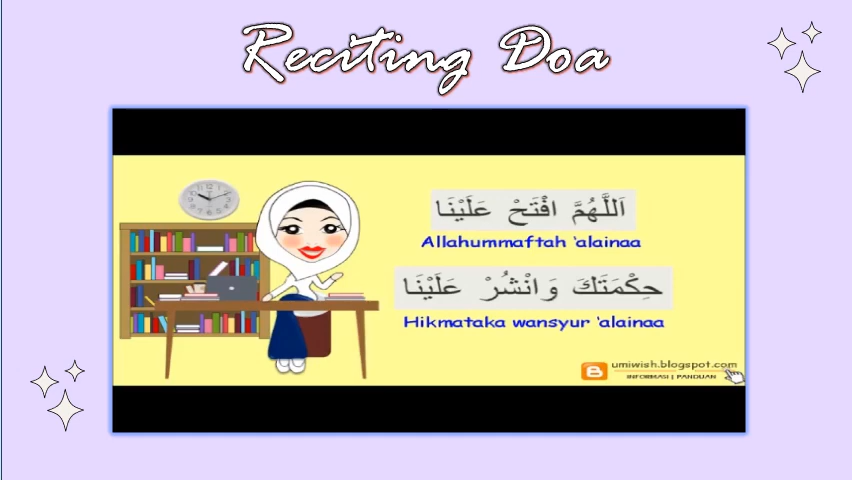 Reciting Doa
اَللَّهُمَّ افْتَحْ عَلَيْنَا
Allahummaftah 'alainaa
حِكْمَتَكَ وَانْشُرْ عَلَيْنَا
Hikmataka wansyur 'alainaa
umiwish.blogspot.com
INFORMASI | PANDUAN